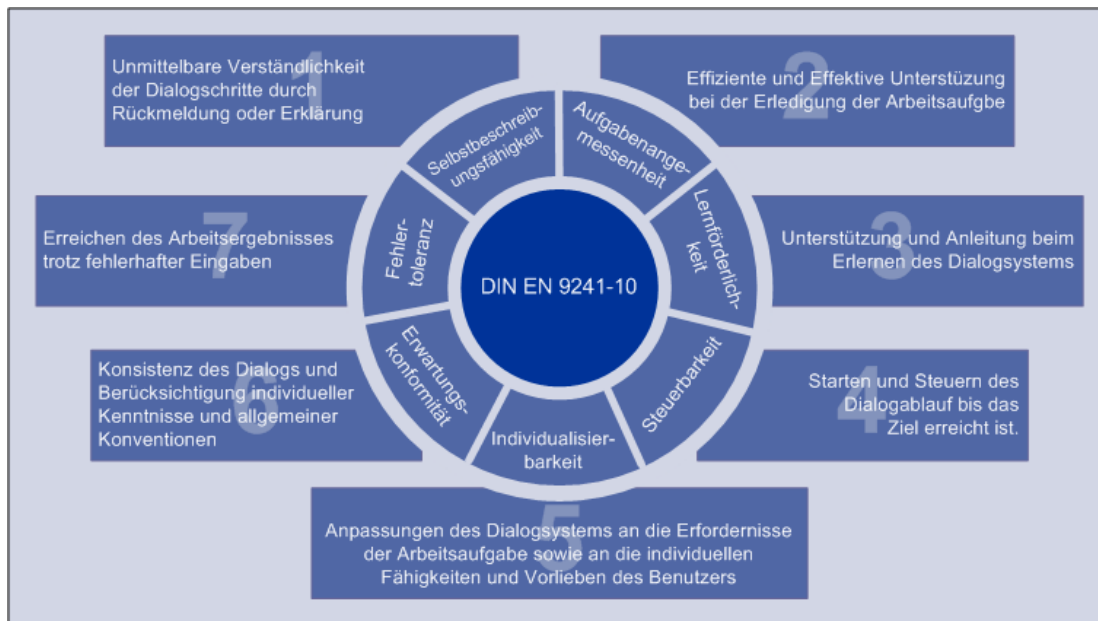 1
Unmittelbare Verständlichkeit
der Dialogschritte durch
Rückmeldung oder Erklärung
2
Effiziente und Effektive Unterstüzung
bei der Erledigung der Arbeitsaufgbe
Selbstbeschreib-
ungsfähigkeit
Aufgabenange-
messenheit
7
Erreichen des Arbeitsergebnisses
trotz fehlerhafter Eingaben
Fehler-
toleranz
DIN EN 9241-10
Lernförderlich-
keit
3
Unterstützung und Anleitung beim
Erlernen des Dialogsystems
6
Konsistenz des Dialogs und
Berücksichtigung individueller
Kenntnisse und allgemeiner
Konventionen
Erwartungs-
konformität
Individualisier-
barkeit
Steuerbarkeit
4
Starten und Steuern des
Dialogablauf bis das
Ziel erreicht ist.
5
Anpassungen des Dialogsystems an die Erfordernisse
der Arbeitsaufgabe sowie an die individuellen
Fähigkeiten und Vorlieben des Benutzers